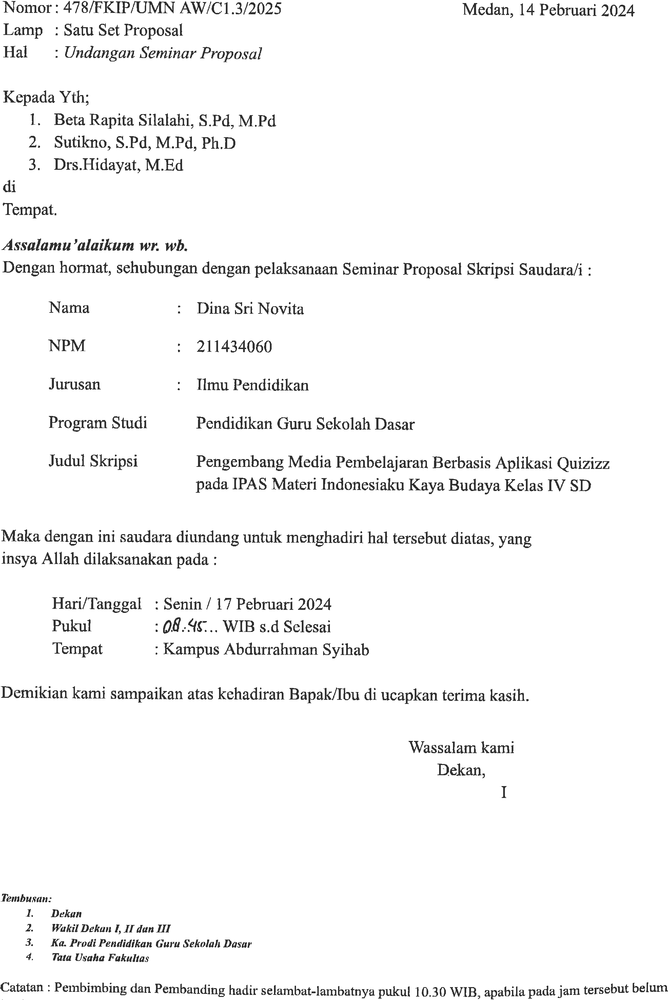 Nomor : 478/FKIP/UMN AW/C1.3/2025 Medan, 14 Pebruari 2024
Lamp : Satu Set Proposal
Hal : Undangan Seminar Proposal
Kepada Yth;
1. Beta Rapita Silalahi, S.Pd, M.Pd
2. Sutikno, S.Pd, M.Pd, Ph.D
3. Drs.Hidayat, M.Ed
di
Tempat.
Assalamu'alaikum wr. wb.
Dengan hormat, sehubungan dengan pelaksanaan Seminar Proposal Skripsi Saudara/i :
Nama : Dina Sri Novita
NPM : 211434060
Jurusan : Ilmu Pendidikan
Program Studi Pendidikan Guru Sekolah Dasar
Judul Skripsi Pengembang Media Pembelajaran Berbasis Aplikasi Quizizz
pada IPAS Materi Indonesiaku Kaya Budaya Kelas IV SD
Maka dengan ini saudara diundang untuk menghadiri hal tersebut diatas, yang
insya Allah dilaksanakan pada :
Hari/Tanggal : Senin / 17 Pebruari 2024
Pukul : 08.45... WIB s.d Selesai
Tempat : Kampus Abdurrahman Syihab
Demikian kami sampaikan atas kehadiran Bapak/Ibu di ucapkan terima kasih.
Wassalam kami
Dekan,
I
Tembusan:
1. Dekan
2. Wakil Dekan I, II dan III
3. Ka. Prodi Pendidikan Guru Sekolah Dasar
4. Tata Usaha Fakultas
Catatan : Pembimbing dan Pembanding hadir selambat-lambatnya pukul 10.30 WIB, apabila pada jam tersebut belum